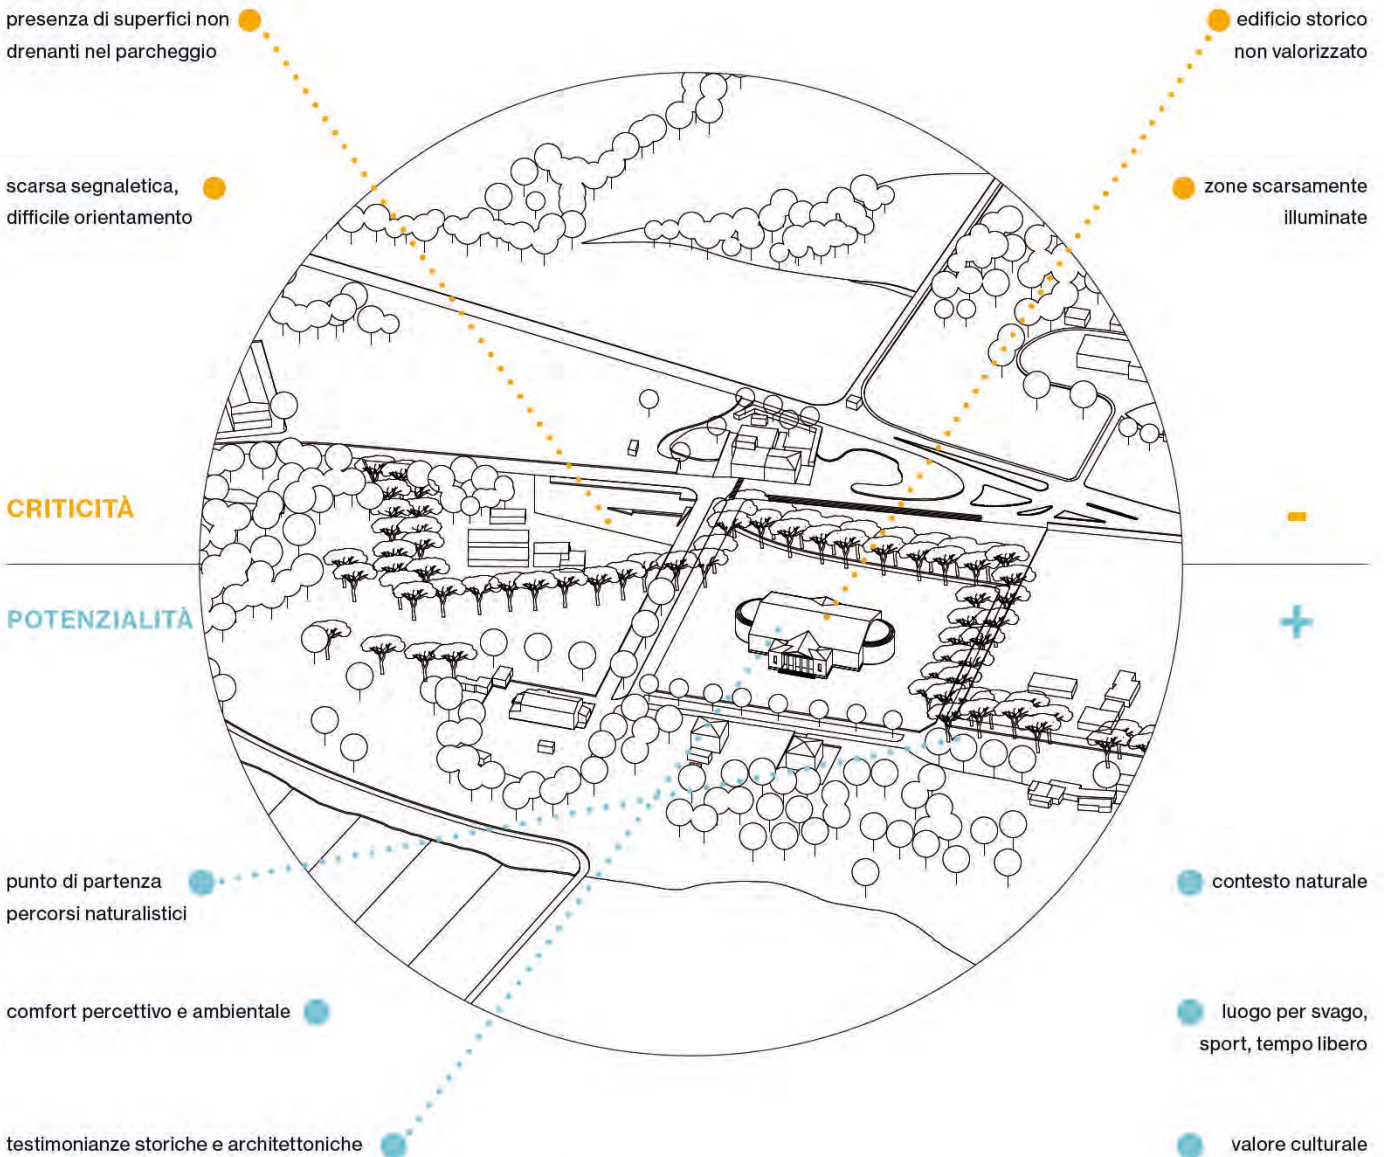 presenza di superfici non
drenanti nel parcheggio
edificio storico
non valorizzato
scarsa segnaletica,
difficile orientamento
zone scarsamente
illuminate
CRITICITÀ
-
POTENZIALITÀ
+
punto di partenza
percorsi naturalistici
contesto naturale
comfort percettivo e ambientale
luogo per svago,
sport, tempo libero
testimonianze storiche e architettoniche
valore culturale